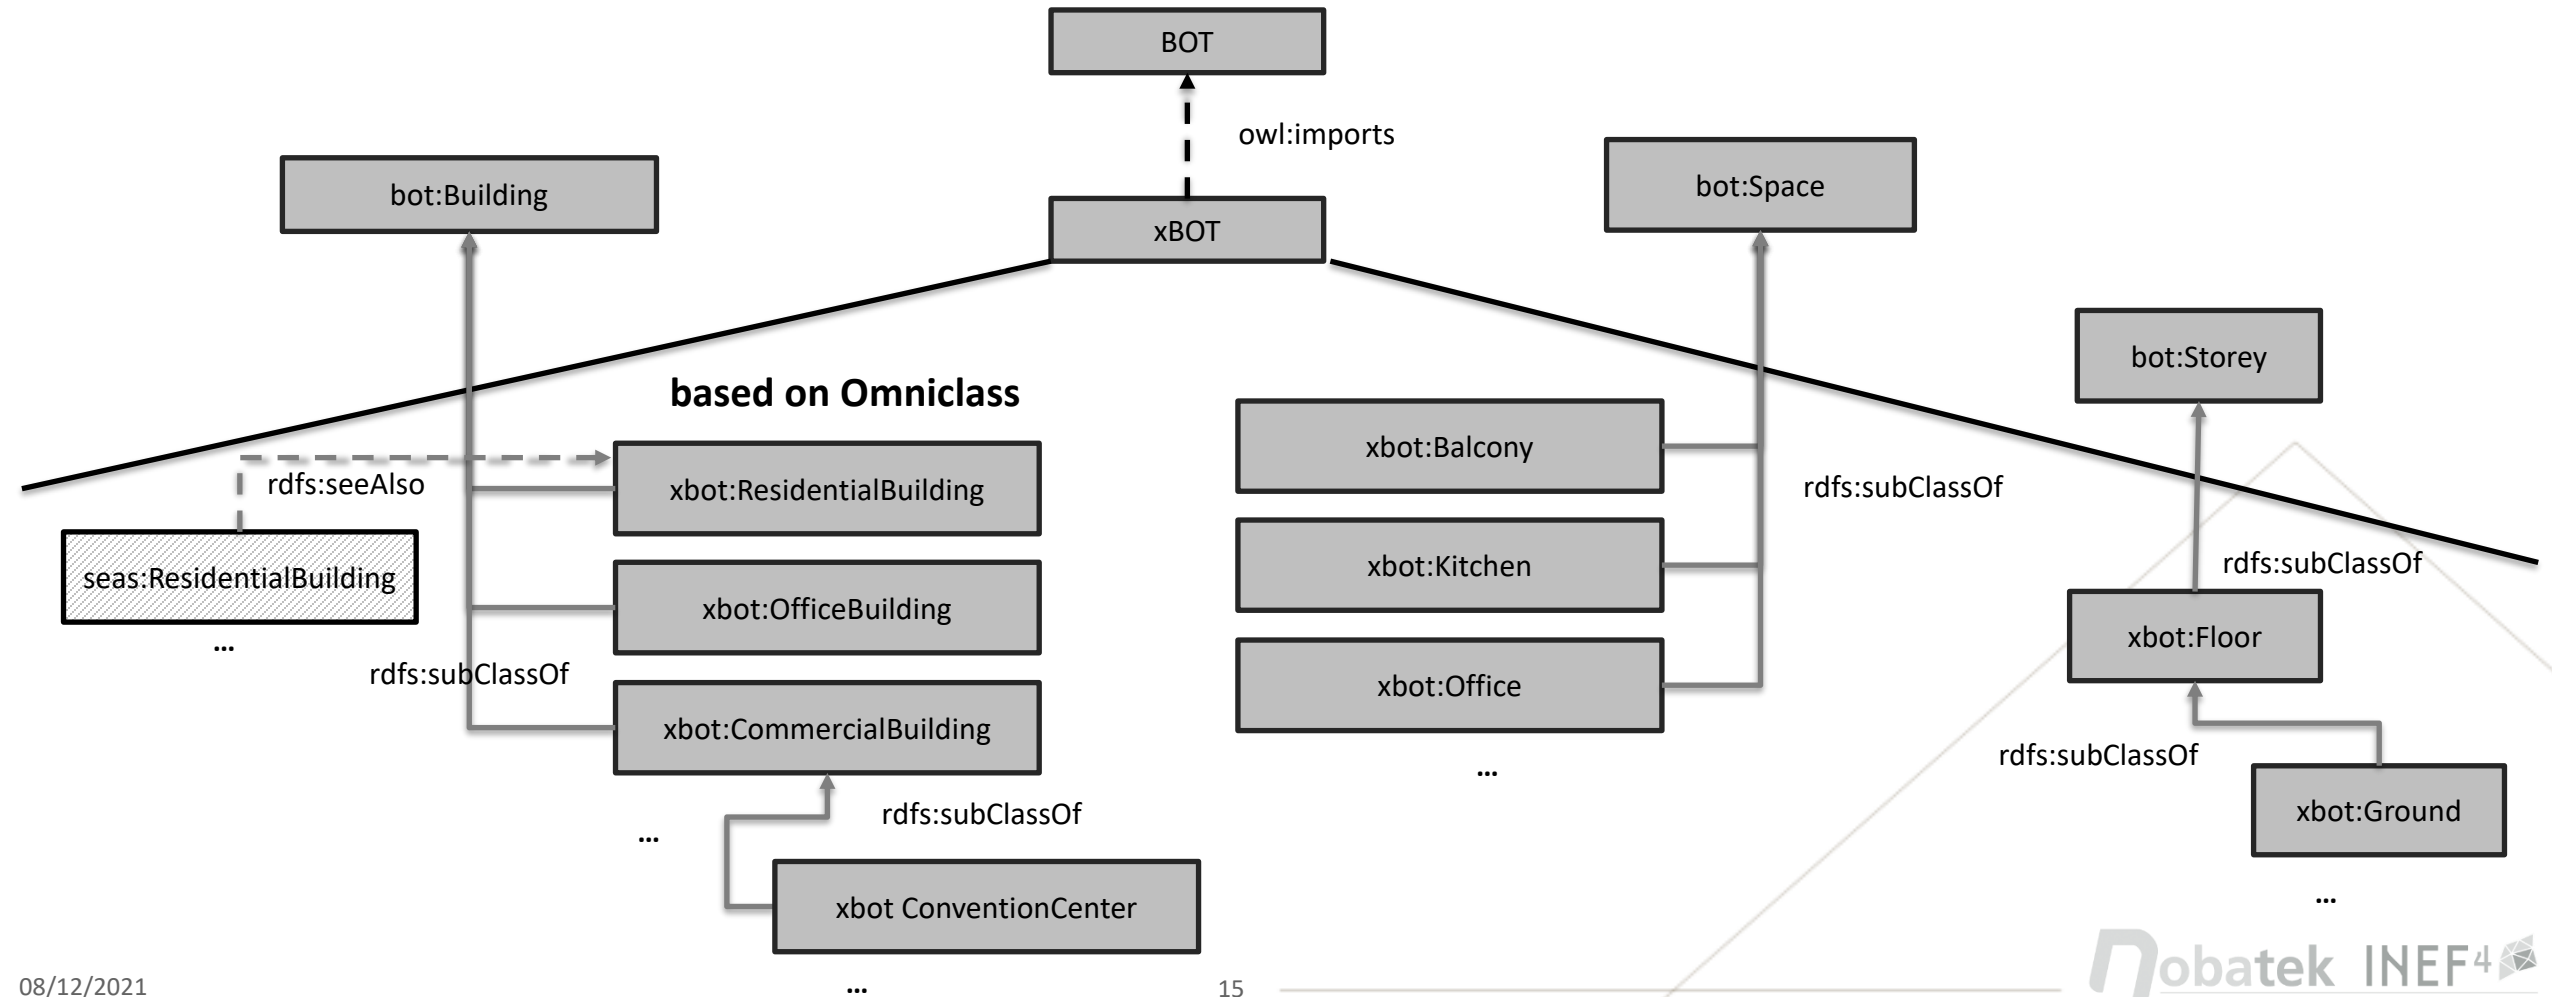 BOT
owl:imports
bot:Building
bot:Space
xBOT
bot:Storey
based on Omniclass
xbot:Balcony
xbot:ResidentialBuilding
rdfs:seeAlso
rdfs:subClassOf
seas:ResidentialBuilding
...
xbot:Kitchen
rdfs:subClassOf
xbot:OfficeBuilding
xbot:Floor
rdfs:subClassOf
xbot:Office
xbot:CommercialBuilding
rdfs:subClassOf
...
xbot:Ground
rdfs:subClassOf
...
xbot ConventionCenter
...
nobatek INEF4
08/12/2021
...
15